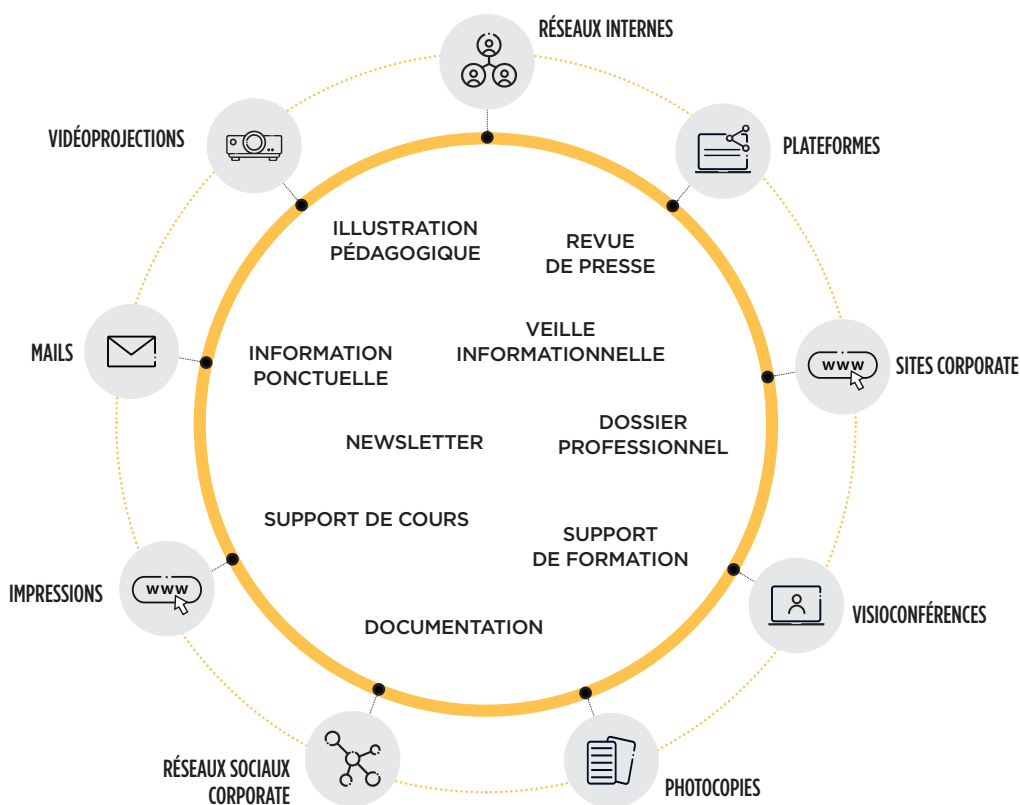 RÉSEAUX INTERNES
VIDÉOPROJECTIONS
PLATEFORMES
ILLUSTRATION
PÉDAGOGIQUE
REVUE
DE PRESSE
MAILS
INFORMATION
PONCTUELLE
VEILLE
INFORMATIONNELLE
www
SITES CORPORATE
NEWSLETTER
DOSSIER
PROFESSIONNEL
SUPPORT DE COURS
SUPPORT
DE FORMATION
IMPRESSIONS
www
VISIOCONFÉRENCES
DOCUMENTATION
RÉSEAUX SOCIAUX
CORPORATE
PHOTOCOPIES